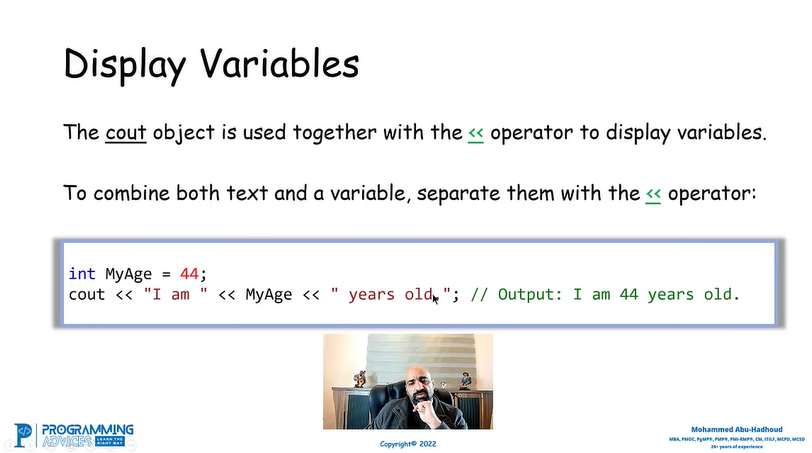 Display Variables
The cout object is used together with the << operator to display variables.
To combine both text and a variable, separate them with the << operator:
int MyAge = 44;
cout << "I am " << MyAge << " years old."; // Output: I am 44 years old.
PROGRAMMING
ADVICES
LEARN THE
RIGHT WAY
Copyright© 2022
Mohammed Abu-Hadhoud
MBA, PMOC, PgMP®, PMP®, PMI-RMP®, CM, ITILF, MCPD, MCSD
26+ years of experience